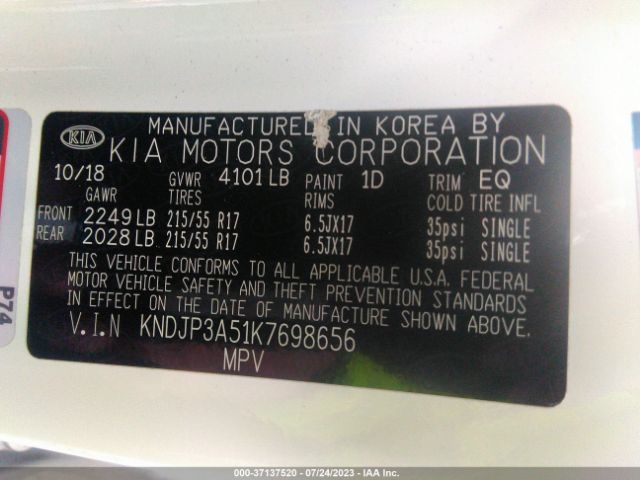 MANUFACTURED IN KOREA BY
KIA KIA MOTORS CORPORATION
10/18 GVWR 4101 LB PAINT 1D TRIM EQ
GAWR TIRES RIMS COLD TIRE INFL
FRONT 2249 LB 215/55 R17 6.5JX17 35psi SINGLE
REAR 2028 LB 215/55 R17 6.5JX17 35psi SINGLE
THIS VEHICLE CONFORMS TO ALL APPLICABLE U.S.A. FEDERAL
MOTOR VEHICLE SAFETY AND THEFT PREVENTION STANDARDS
IN EFFECT ON THE DATE OF MANUFACTURE SHOWN ABOVE.
V.I.N KNDJP3A51K7698656
MPV
P74
000-37137520 - 07/24/2023 - IAA Inc.